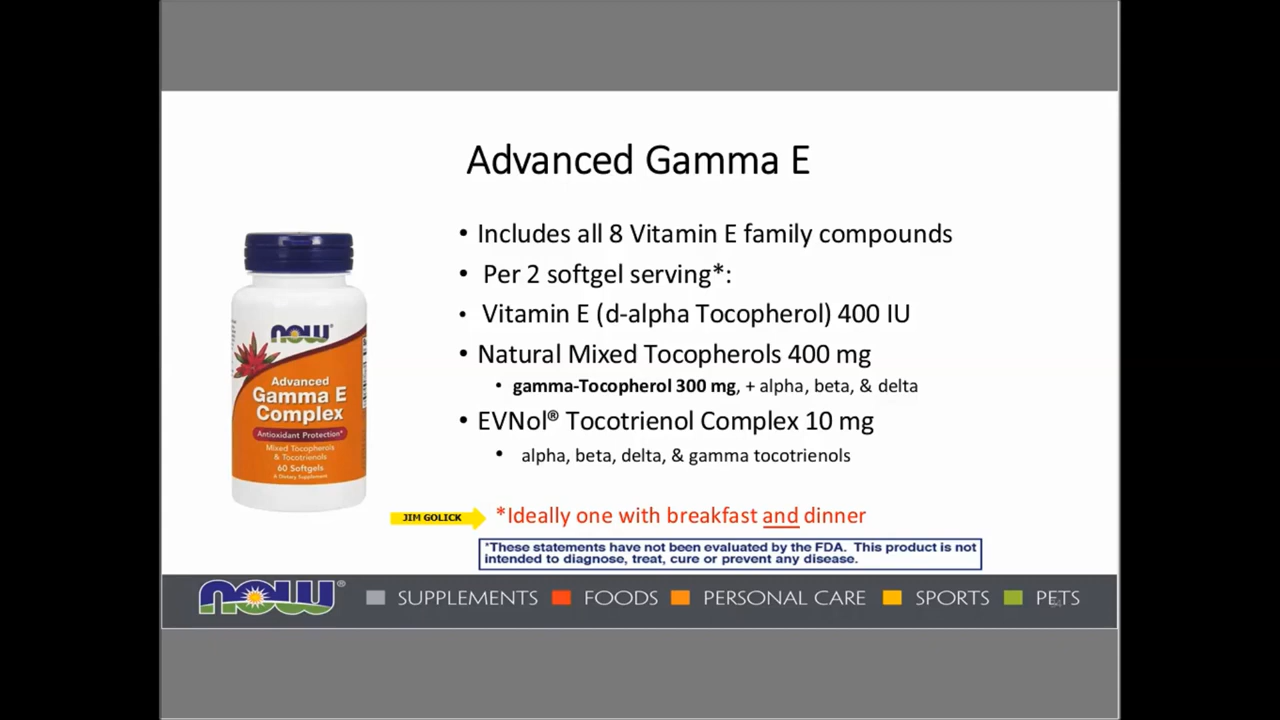 Advanced Gamma E
• Includes all 8 Vitamin E family compounds
• Per 2 softgel serving*:
• Vitamin E (d-alpha Tocopherol) 400 IU
• Natural Mixed Tocopherols 400 mg
• gamma-Tocopherol 300 mg, + alpha, beta, & delta
• EVNol® Tocotrienol Complex 10 mg
• alpha, beta, delta, & gamma tocotrienols
now®
Advanced
Gamma E
Complex
Antioxidant Protection*
Mixed Tocopherols
& Tocotrienols
60 Softgels
A Dietary Supplement
JIM GOLICK
*Ideally one with breakfast and dinner
*These statements have not been evaluated by the FDA. This product is not
intended to diagnose, treat, cure or prevent any disease.
now® SUPPLEMENTS FOODS PERSONAL CARE SPORTS PETS